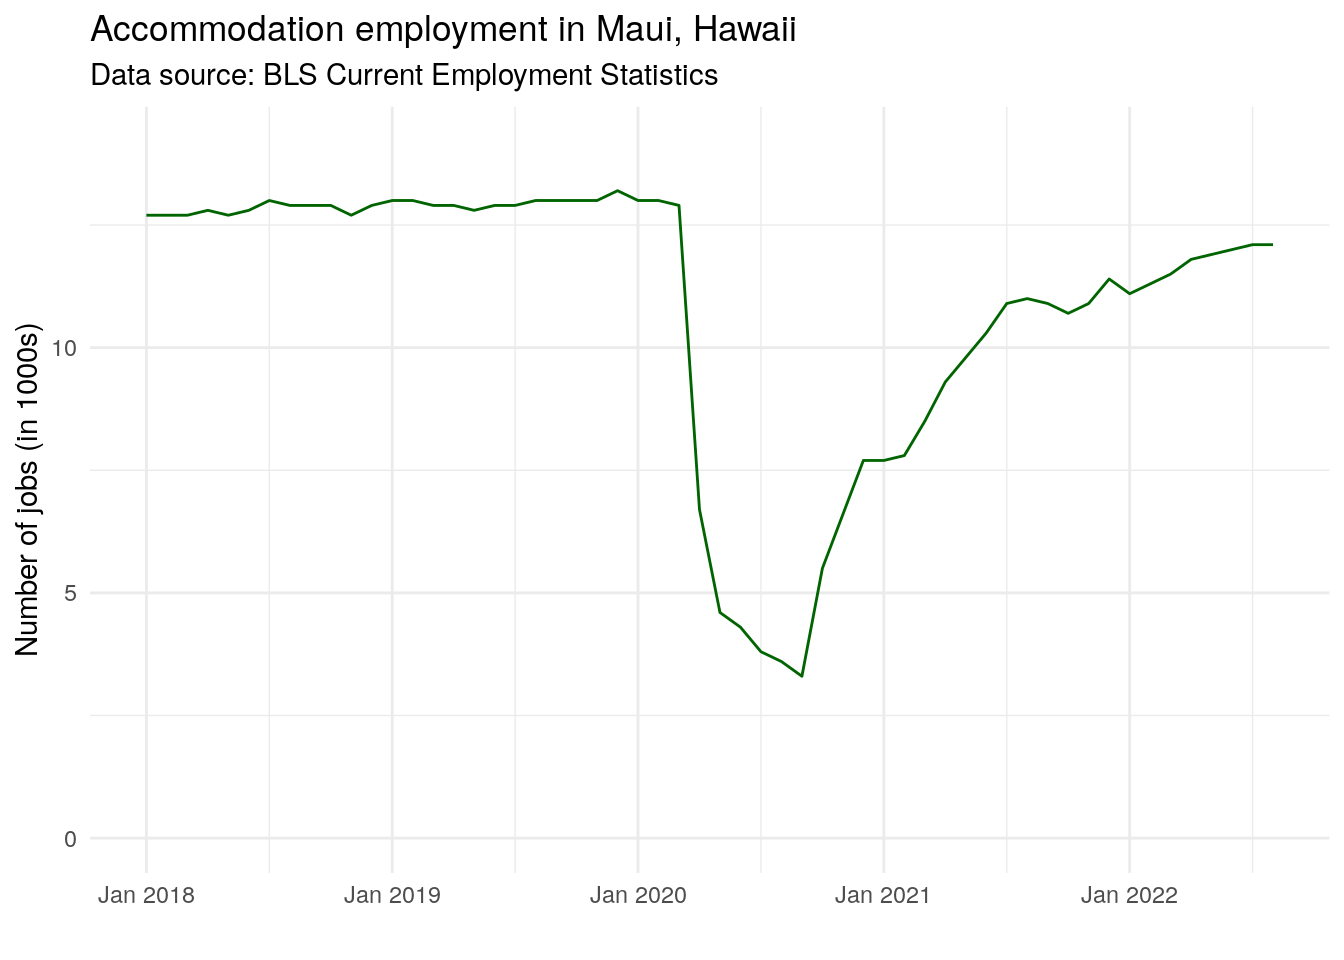 Accommodation employment in Maui, Hawaii
Data source: BLS Current Employment Statistics
Number of jobs (in 1000s)
10
5
0
Jan 2018
Jan 2019
Jan 2020
Jan 2021
Jan 2022